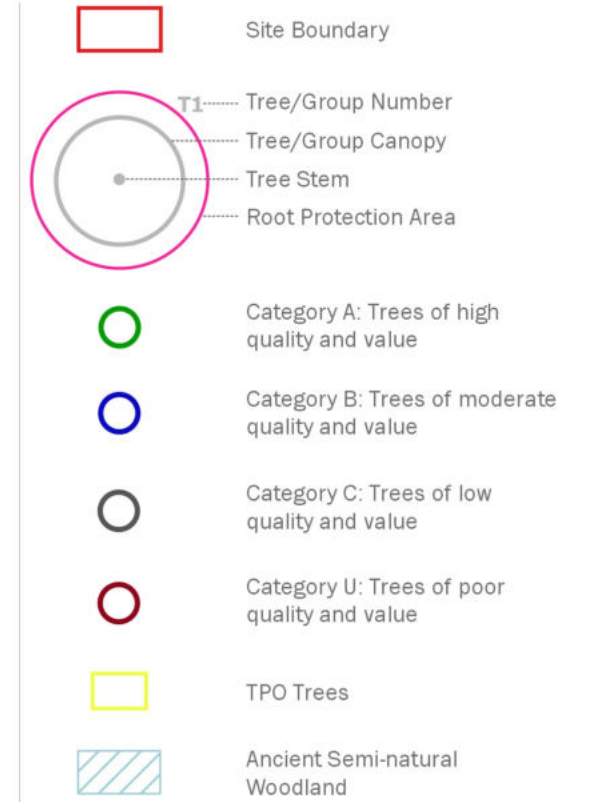 Site Boundary
T1
Tree/Group Number
Tree/Group Canopy
Tree Stem
Root Protection Area
Category A: Trees of high
quality and value
Category B: Trees of moderate
quality and value
Category C: Trees of low
quality and value
Category U: Trees of poor
quality and value
TPO Trees
Ancient Semi-natural
Woodland